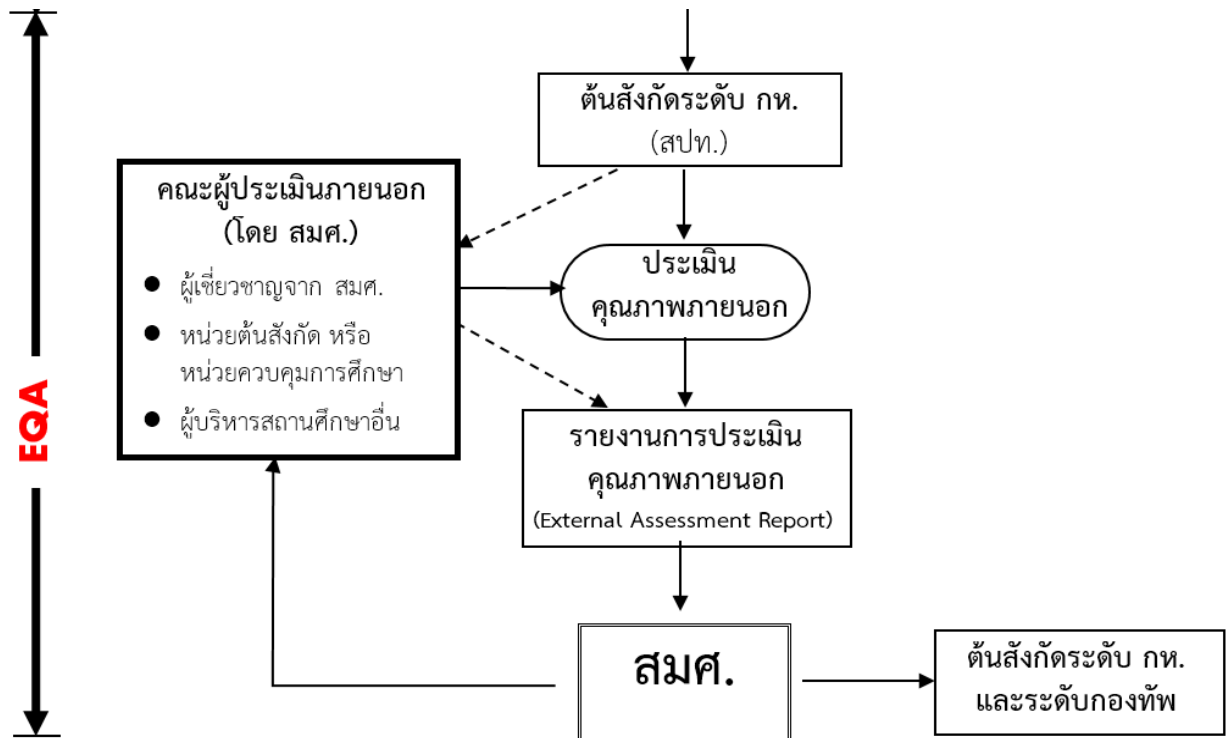 ต้นสังกัดระดับ กห.
(สปท.)
คณะผู้ประเมินภายนอก
(โดย สมศ.)
● ผู้เชี่ยวชาญจาก สมศ.
● หน่วยต้นสังกัด หรือ
หน่วยควบคุมการศึกษา
● ผู้บริหารสถานศึกษาอื่น
ประเมิน
คุณภาพภายนอก
EQA
รายงานการประเมิน
คุณภาพภายนอก
(External Assessment Report)
สมศ.
ต้นสังกัดระดับ กห.
และระดับกองทัพ